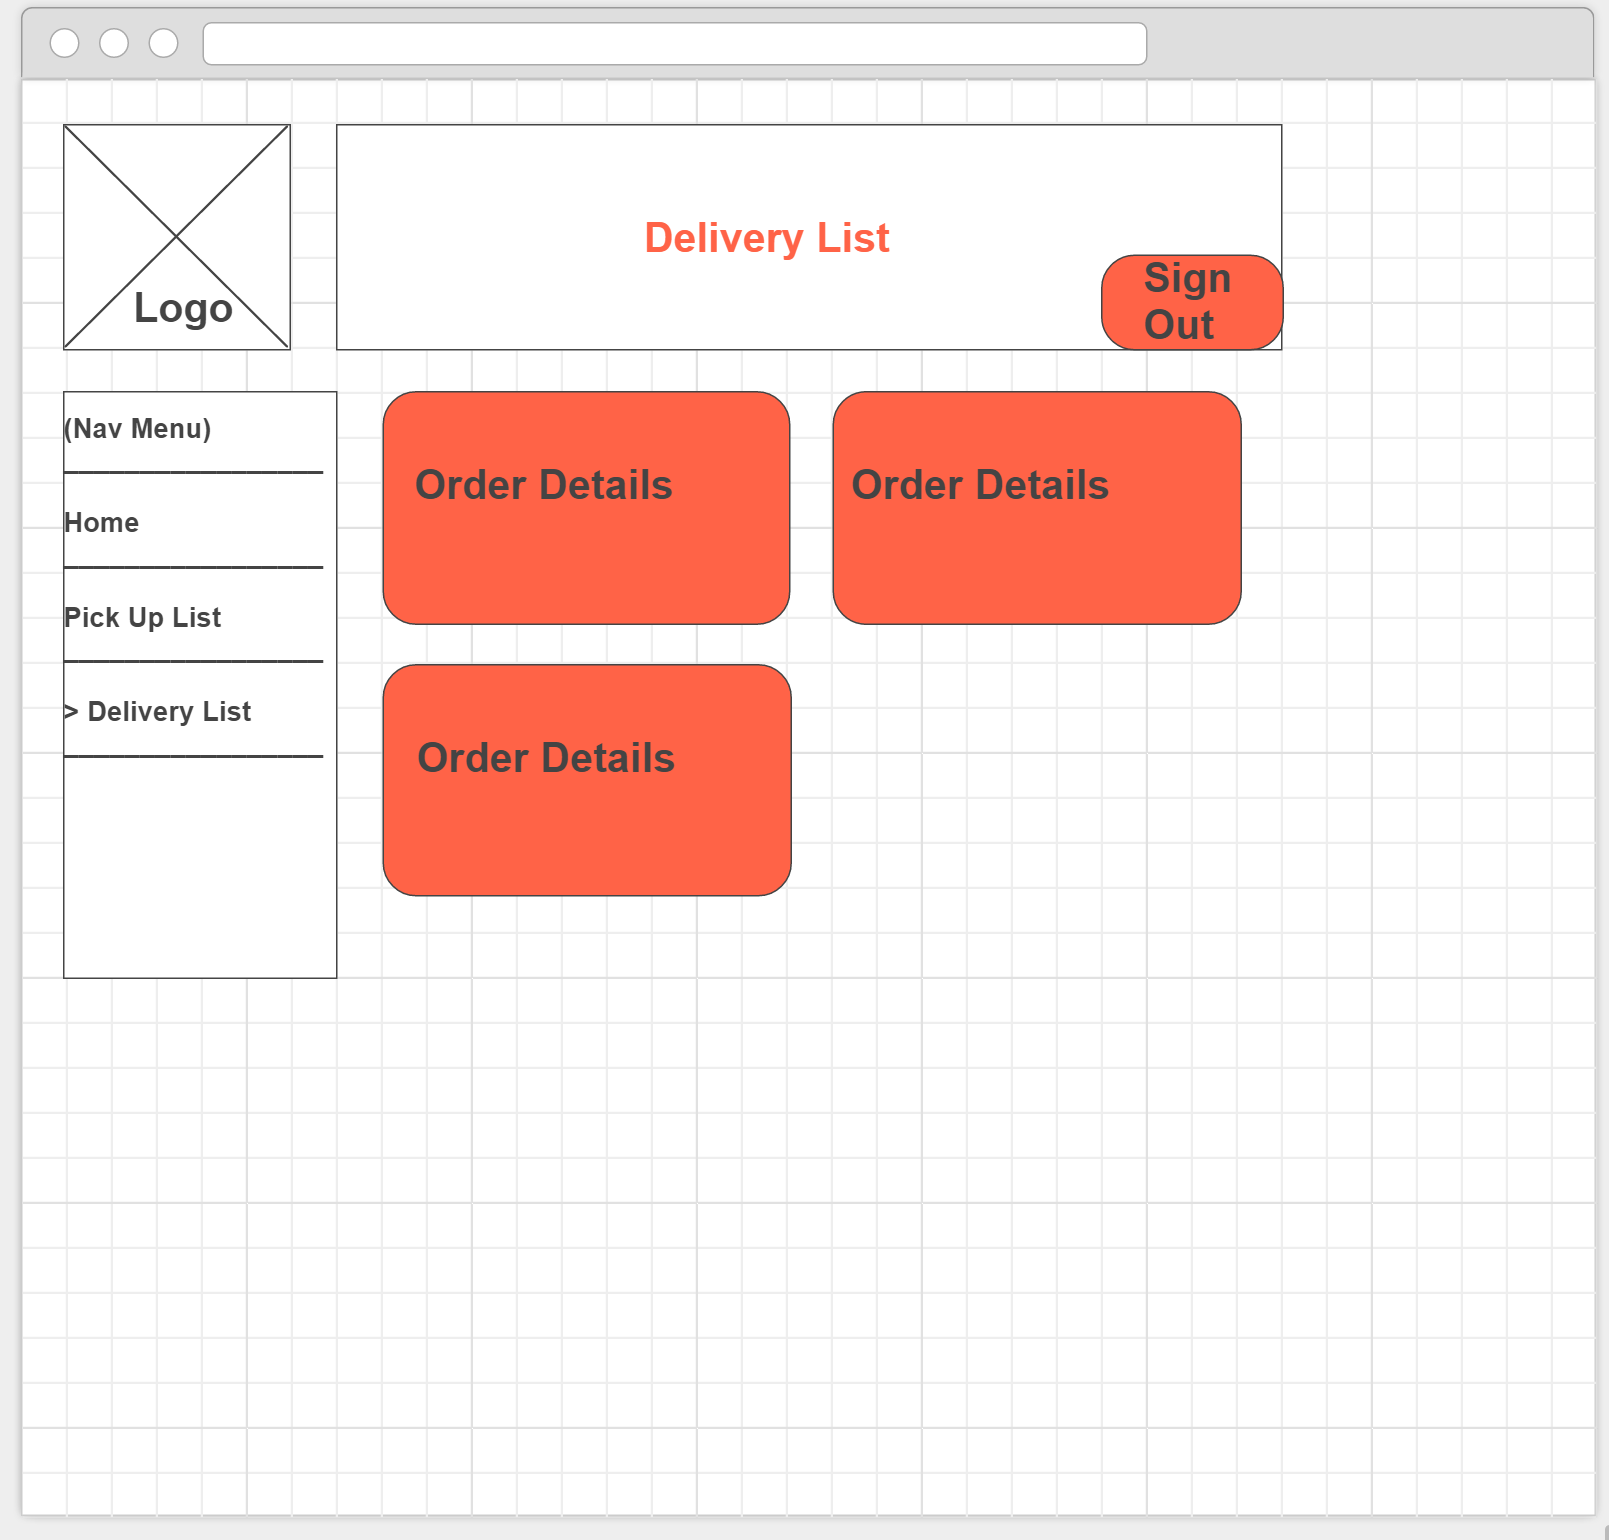 Logo
Delivery List
Sign
Out
(Nav Menu)
Home
Pick Up List
> Delivery List
Order Details
Order Details
Order Details